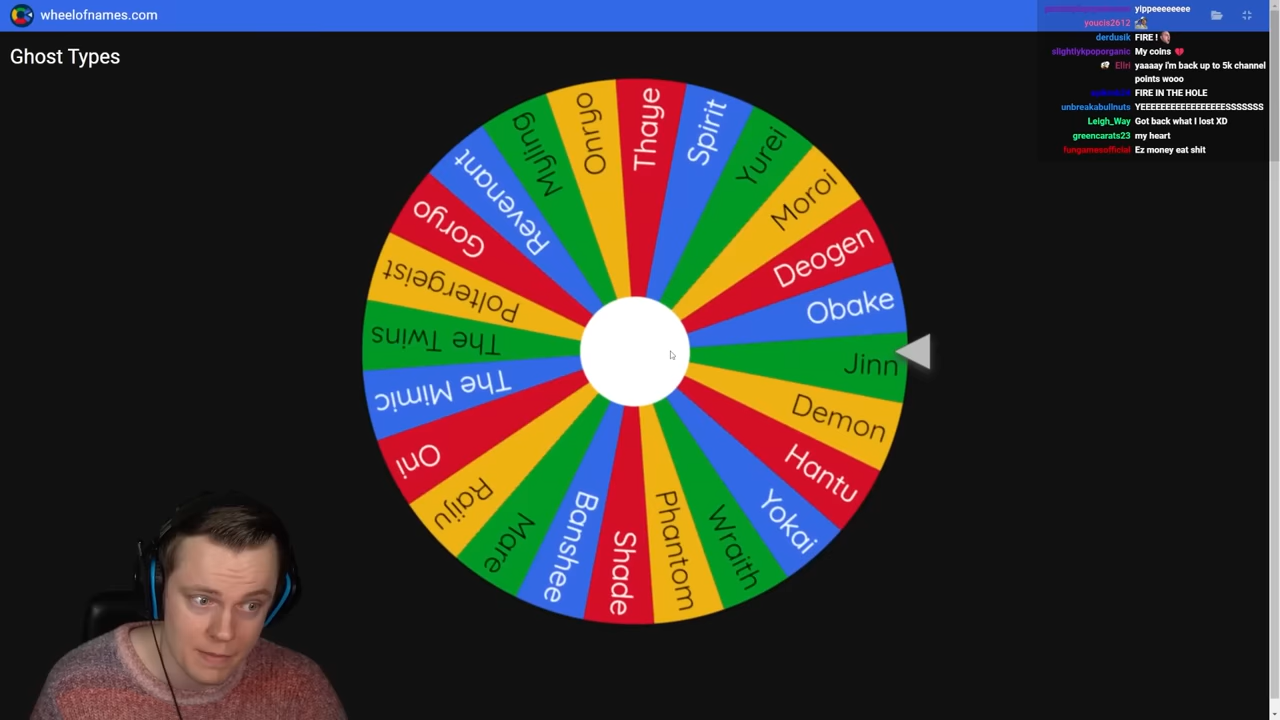 wheelofnames.com
Ghost Types
Thaye
Spirit
Yurei
Moroi
Deogen
Obake
Jinn
Demon
Hantu
Yokai
Wraith
Phantom
Shade
Banshee
Mare
Raiju
Oni
The Mimic
The Twins
Poltergeist
Goryo
Revenant
Myling
Onryo
yippeeeeeeee
youcis2612
derdusik FIRE !
slightlykpoporganic My coins
Ellri yaaaay i'm back up to 5k channel
points wooo
FIRE IN THE HOLE
unbreakabullnuts YEEEEEEEEEEEEEEEESSSSSSS
Leigh_Way Got back what I lost XD
greencarats23 my heart
fungamesofficial Ez money eat shit